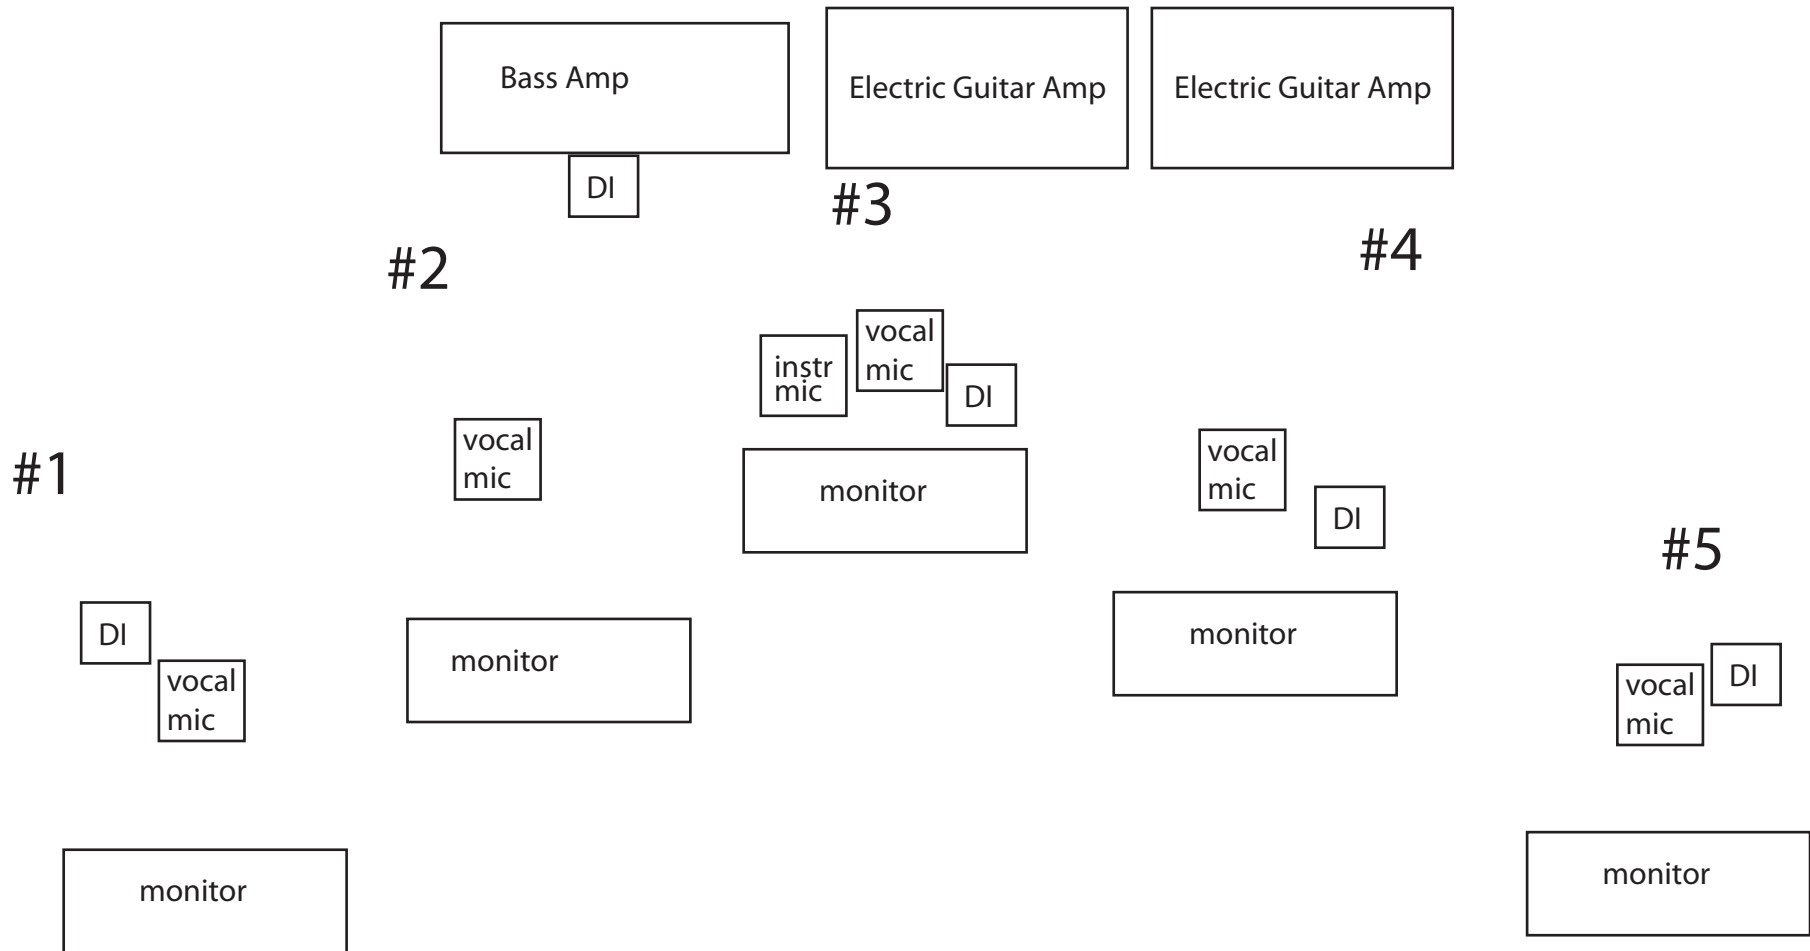 Bass Amp
Electric Guitar Amp
Electric Guitar Amp
DI
#3
#4
#2
vocal
mic
instr
mic
DI
vocal
mic
#1
monitor
vocal
mic
DI
#5
DI
monitor
monitor
vocal
mic
vocal
mic
DI
monitor
monitor